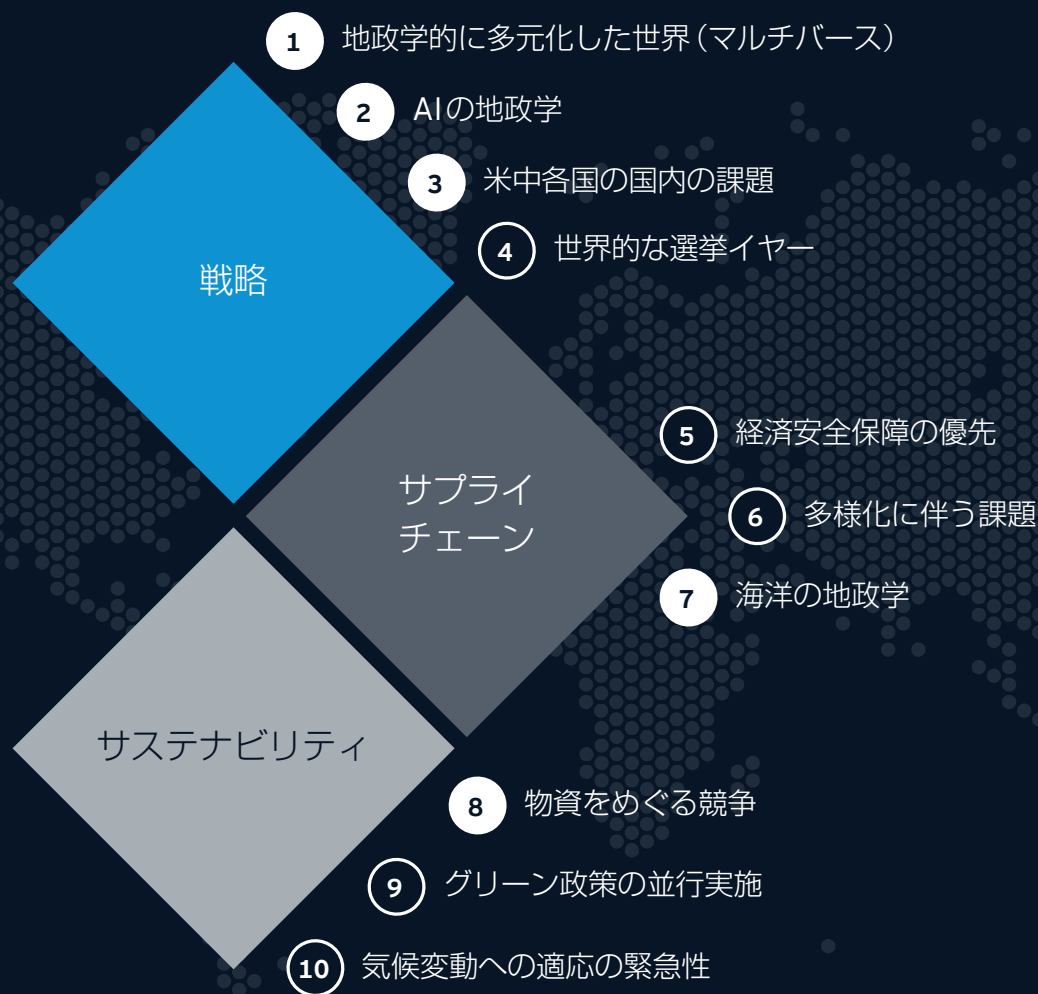 1 地政学的に多元化した世界（マルチバース）
2 AIの地政学
3 米中各国の国内の課題
4 世界的な選挙イヤー
戦略
5 経済安全保障の優先
6 多様化に伴う課題
7 海洋の地政学
サプライ
チェーン
8 物資をめぐる競争
9 グリーン政策の並行実施
10 気候変動への適応の緊急性
サステナビリティ